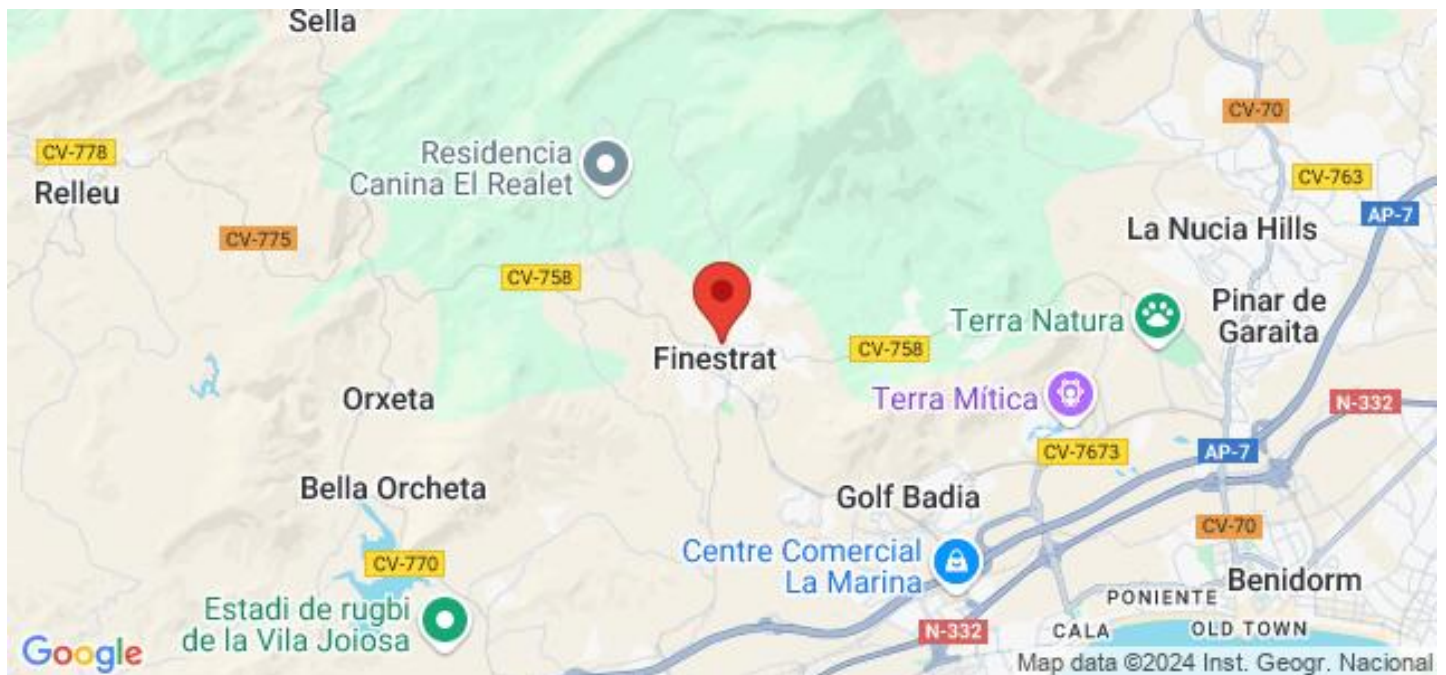 Sella
CV-70
CV-778
Residencia
Canina El Realet
Relleu
CV-763
AP-7
La Nucia Hills
CV-775
CV-758
Terra Natura
Pinar de
Garaita
Finestrat
CV-758
Orxeta
Terra Mítica
N-332
CV-7673
AP-7
Bella Orcheta
Golf Badia
CV-70
Centre Comercial
La Marina
CV-770
Benidorm
PONIENTE
Estadi de rugbi
de la Vila Joiosa
N-332
CALA
OLD TOWN
Google
Map data ©2024 Inst. Geogr. Nacional